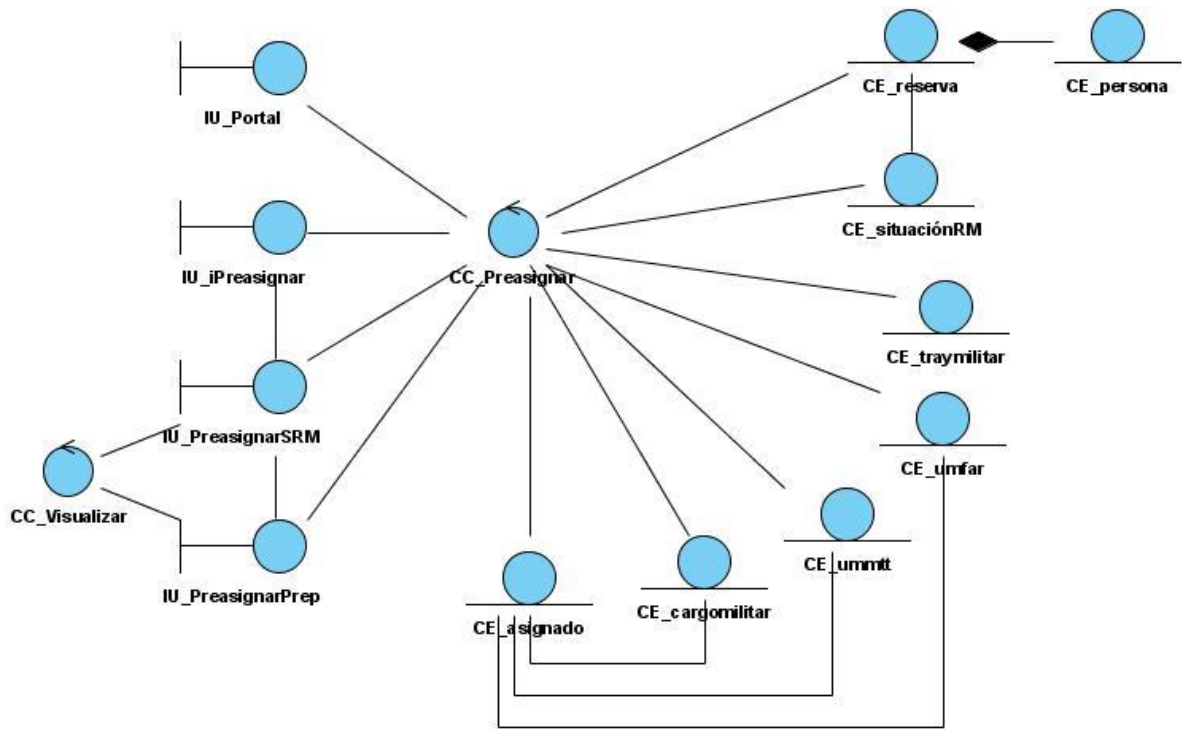 CE_reserva
CE_persona
IU_Portal
CE_situaciónRM
IU_iPreasignar
CC_Preasignar
CE_traymilitar
IU_PreasignarSRM
CE_umfar
CC_Visualizar
CE_ummtt
IU_PreasignarPrep
CE_asignado
CE_cargomilitar